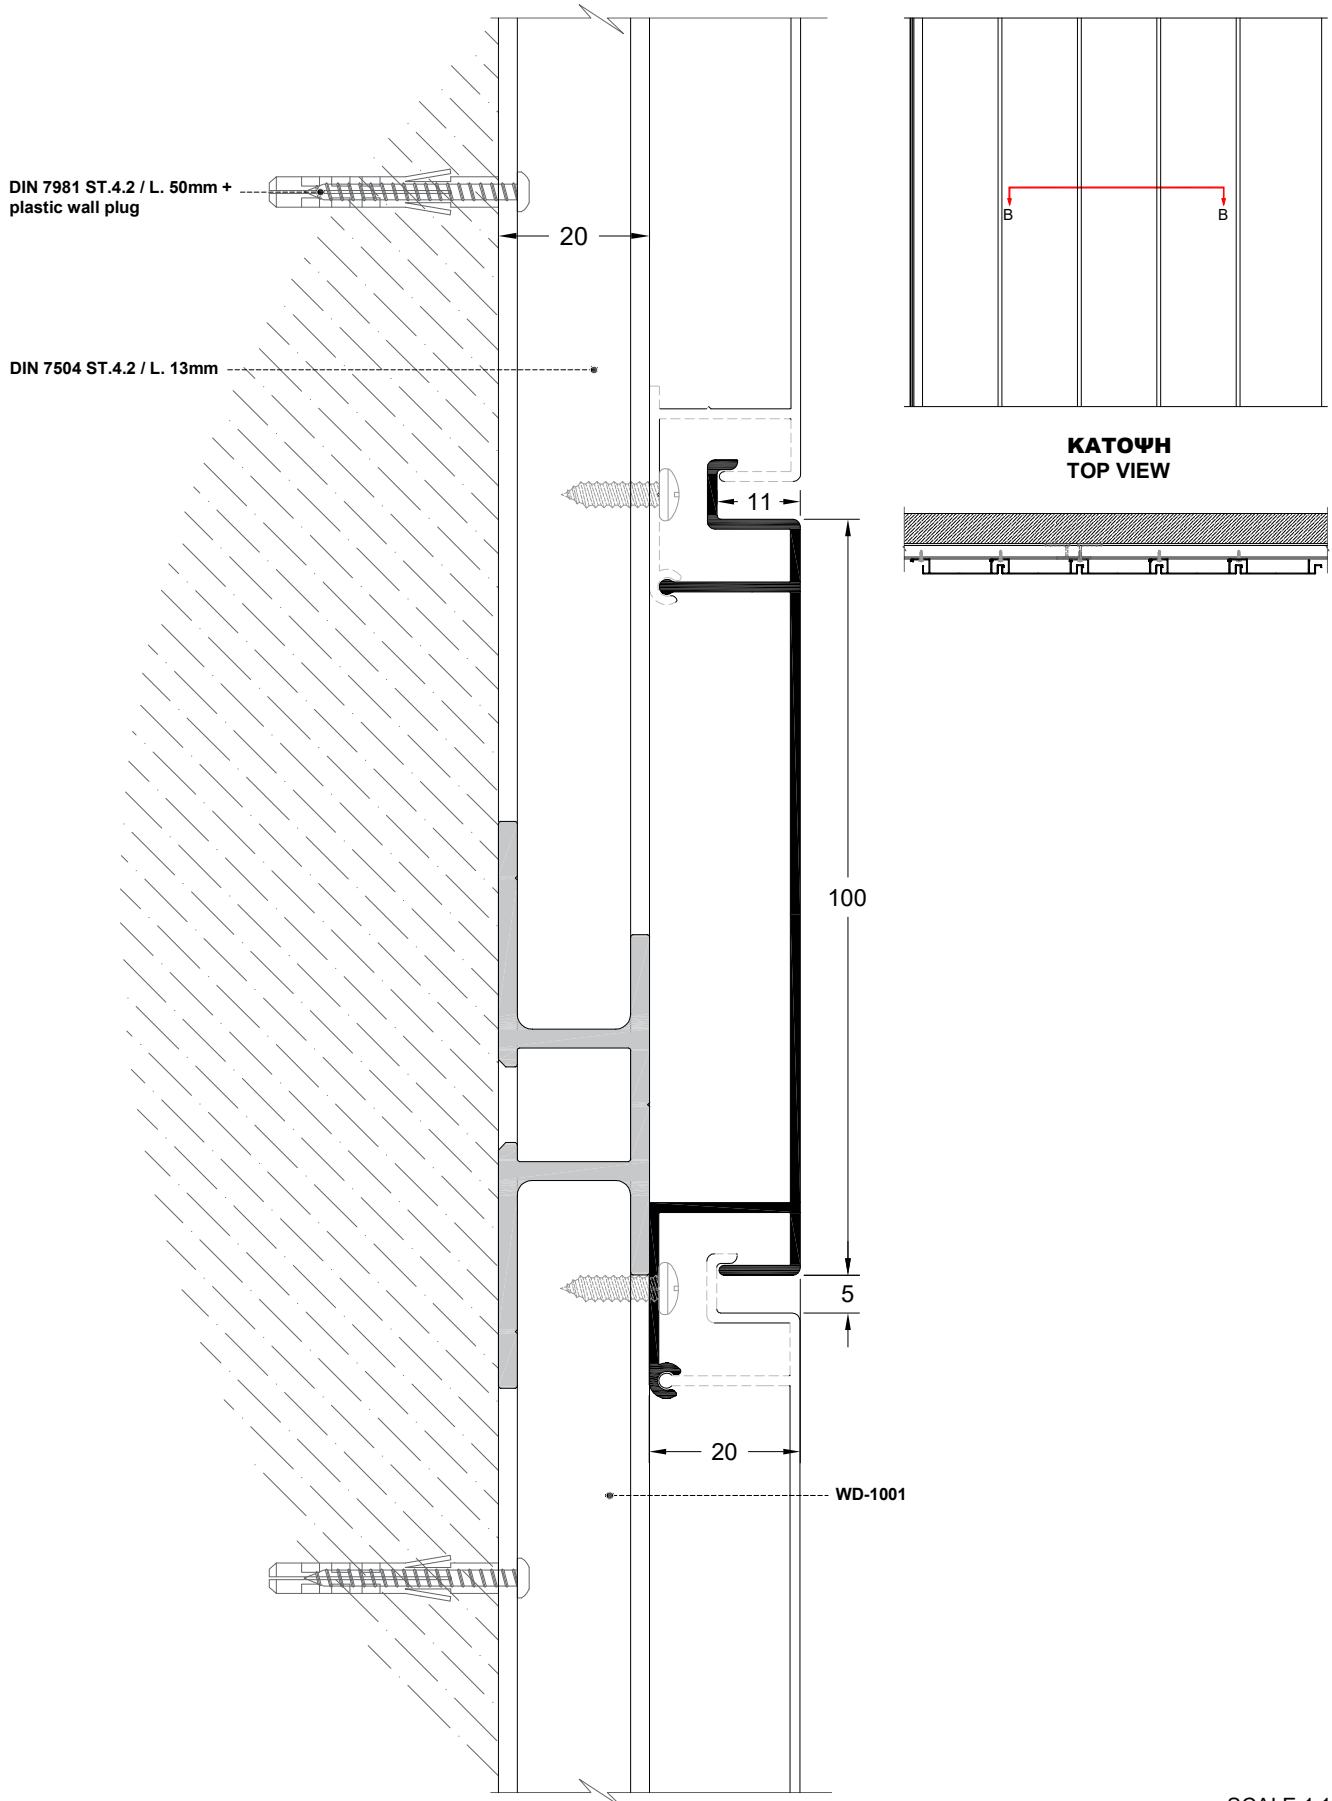 DIN 7981 ST.4.2 / L. 50mm +
plastic wall plug
20
DIN 7504 ST.4.2 / L. 13mm
B
B
ΚΑΤΟΨΗ
TOP VIEW
11
100
5
20
WD-1001